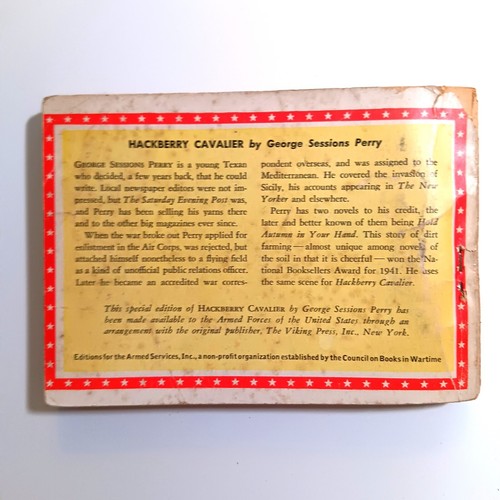 HACKBERRY CAVALIER by George Sessions Perry
GEORGE SESSIONS PERRY is a young Texan
who decided, a few years back, that he could
write. Local newspaper editors were not im-
pressed, but The Saturday Evening Post was,
and Perry has been selling his yarns there
and to the other big magazines ever since.
When the war broke out Perry applied for
enlistment in the Air Corps, was rejected, but
attached himself nonetheless to a flying field
as a kind of unofficial public relations officer.
Later he became an accredited war corres-
pondent overseas, and was assigned to the
Mediterranean. He covered the invasion of
Sicily, his accounts appearing in The New
Yorker and elsewhere.
Perry has two novels to his credit, the
later and better known of them being Hold
Autumn in Your Hand. This story of dirt
farming—almost unique among novels of
the soil in that it is cheerful—won the Na-
tional Booksellers Award for 1941. He uses
the same scene for Hackberry Cavalier.
This special edition of HACKBERRY CAVALIER by George Sessions Perry has
been made available to the Armed Forces of the United States through an
arrangement with the original publisher, The Viking Press, Inc., New York.
Editions for the Armed Services, Inc., a non-profit organization established by the Council on Books in Wartime